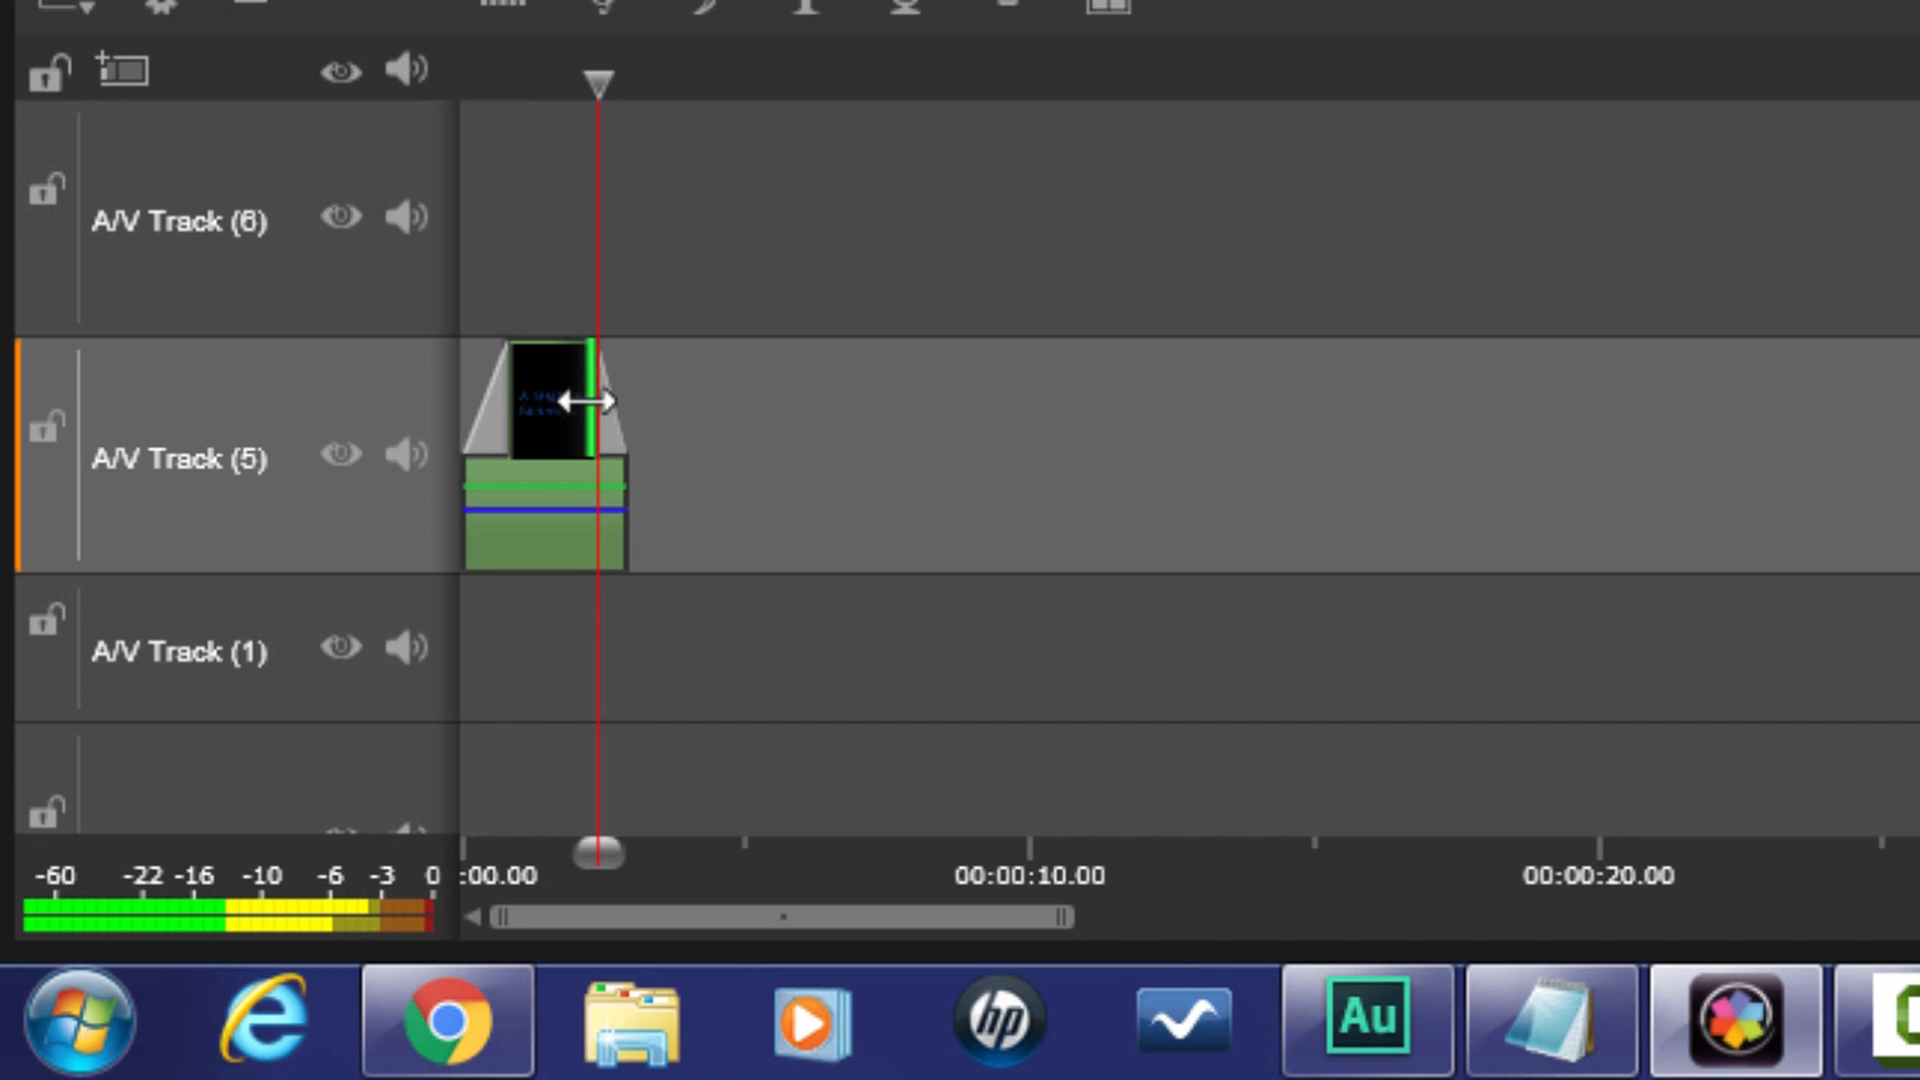 A/V Track (6)
A/V Track (5)
A/V Track (1)
-60 -22 -16 -10 -6 -3 0 :00.00 00:00:10.00 00:00:20.00
hp Au